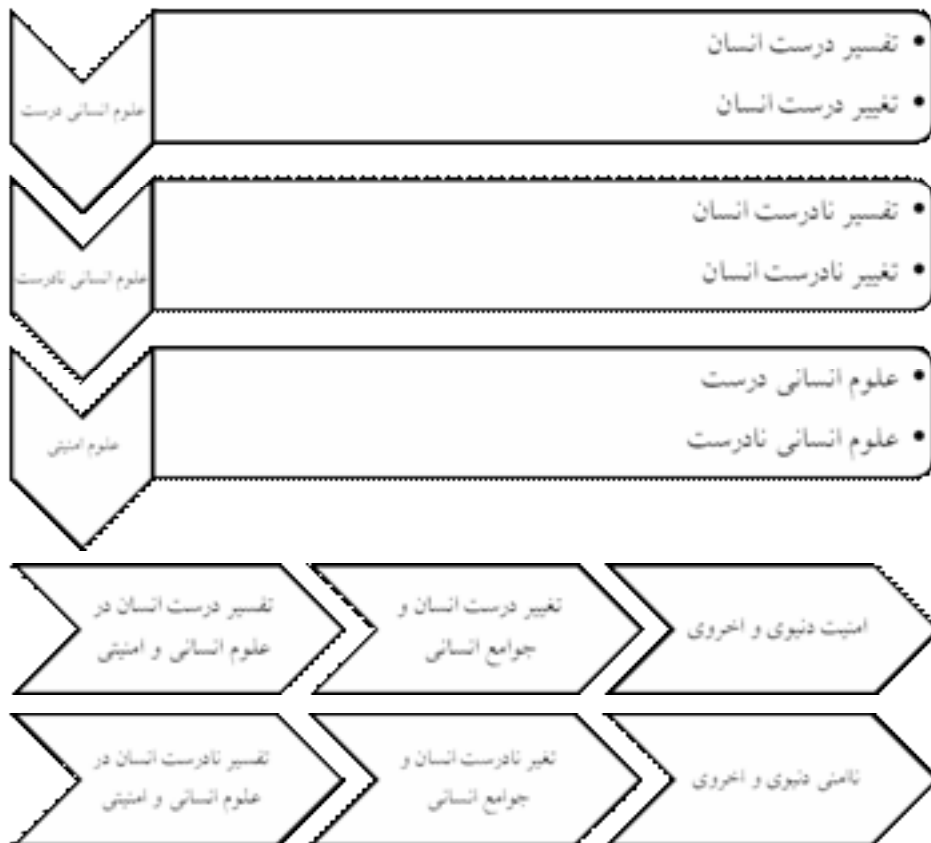 علوم انسانی درست
• تفسیر درست انسان
• تغییر درست انسان
علوم انسانی نادرست
• تفسیر نادرست انسان
• تغییر نادرست انسان
علوم امنیتی
• علوم انسانی درست
• علوم انسانی نادرست
تفسیر درست انسان در
علوم انسانی و امنیتی
تغییر درست انسان و
جوامع انسانی
امنیت دنیوی و اخروی
تفسیر نادرست انسان در
علوم انسانی و امنیتی
تغیر نادرست انسان و
جوامع انسانی
ناامنی دنیوی و اخروی